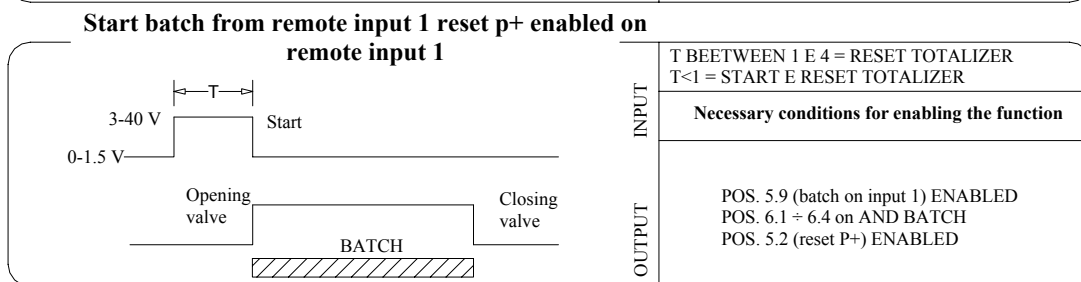 Start batch from remote input 1 reset p+ enabled on
remote input 1
T
3-40 V
Start
0-1.5 V
Opening
valve
Closing
valve
BATCH
INPUT
OUTPUT
T BEETWEEN 1 E 4 = RESET TOTALIZER
T<1 = START E RESET TOTALIZER
Necessary conditions for enabling the function
POS. 5.9 (batch on input 1) ENABLED
POS. 6.1 ÷ 6.4 on AND BATCH
POS. 5.2 (reset P+) ENABLED